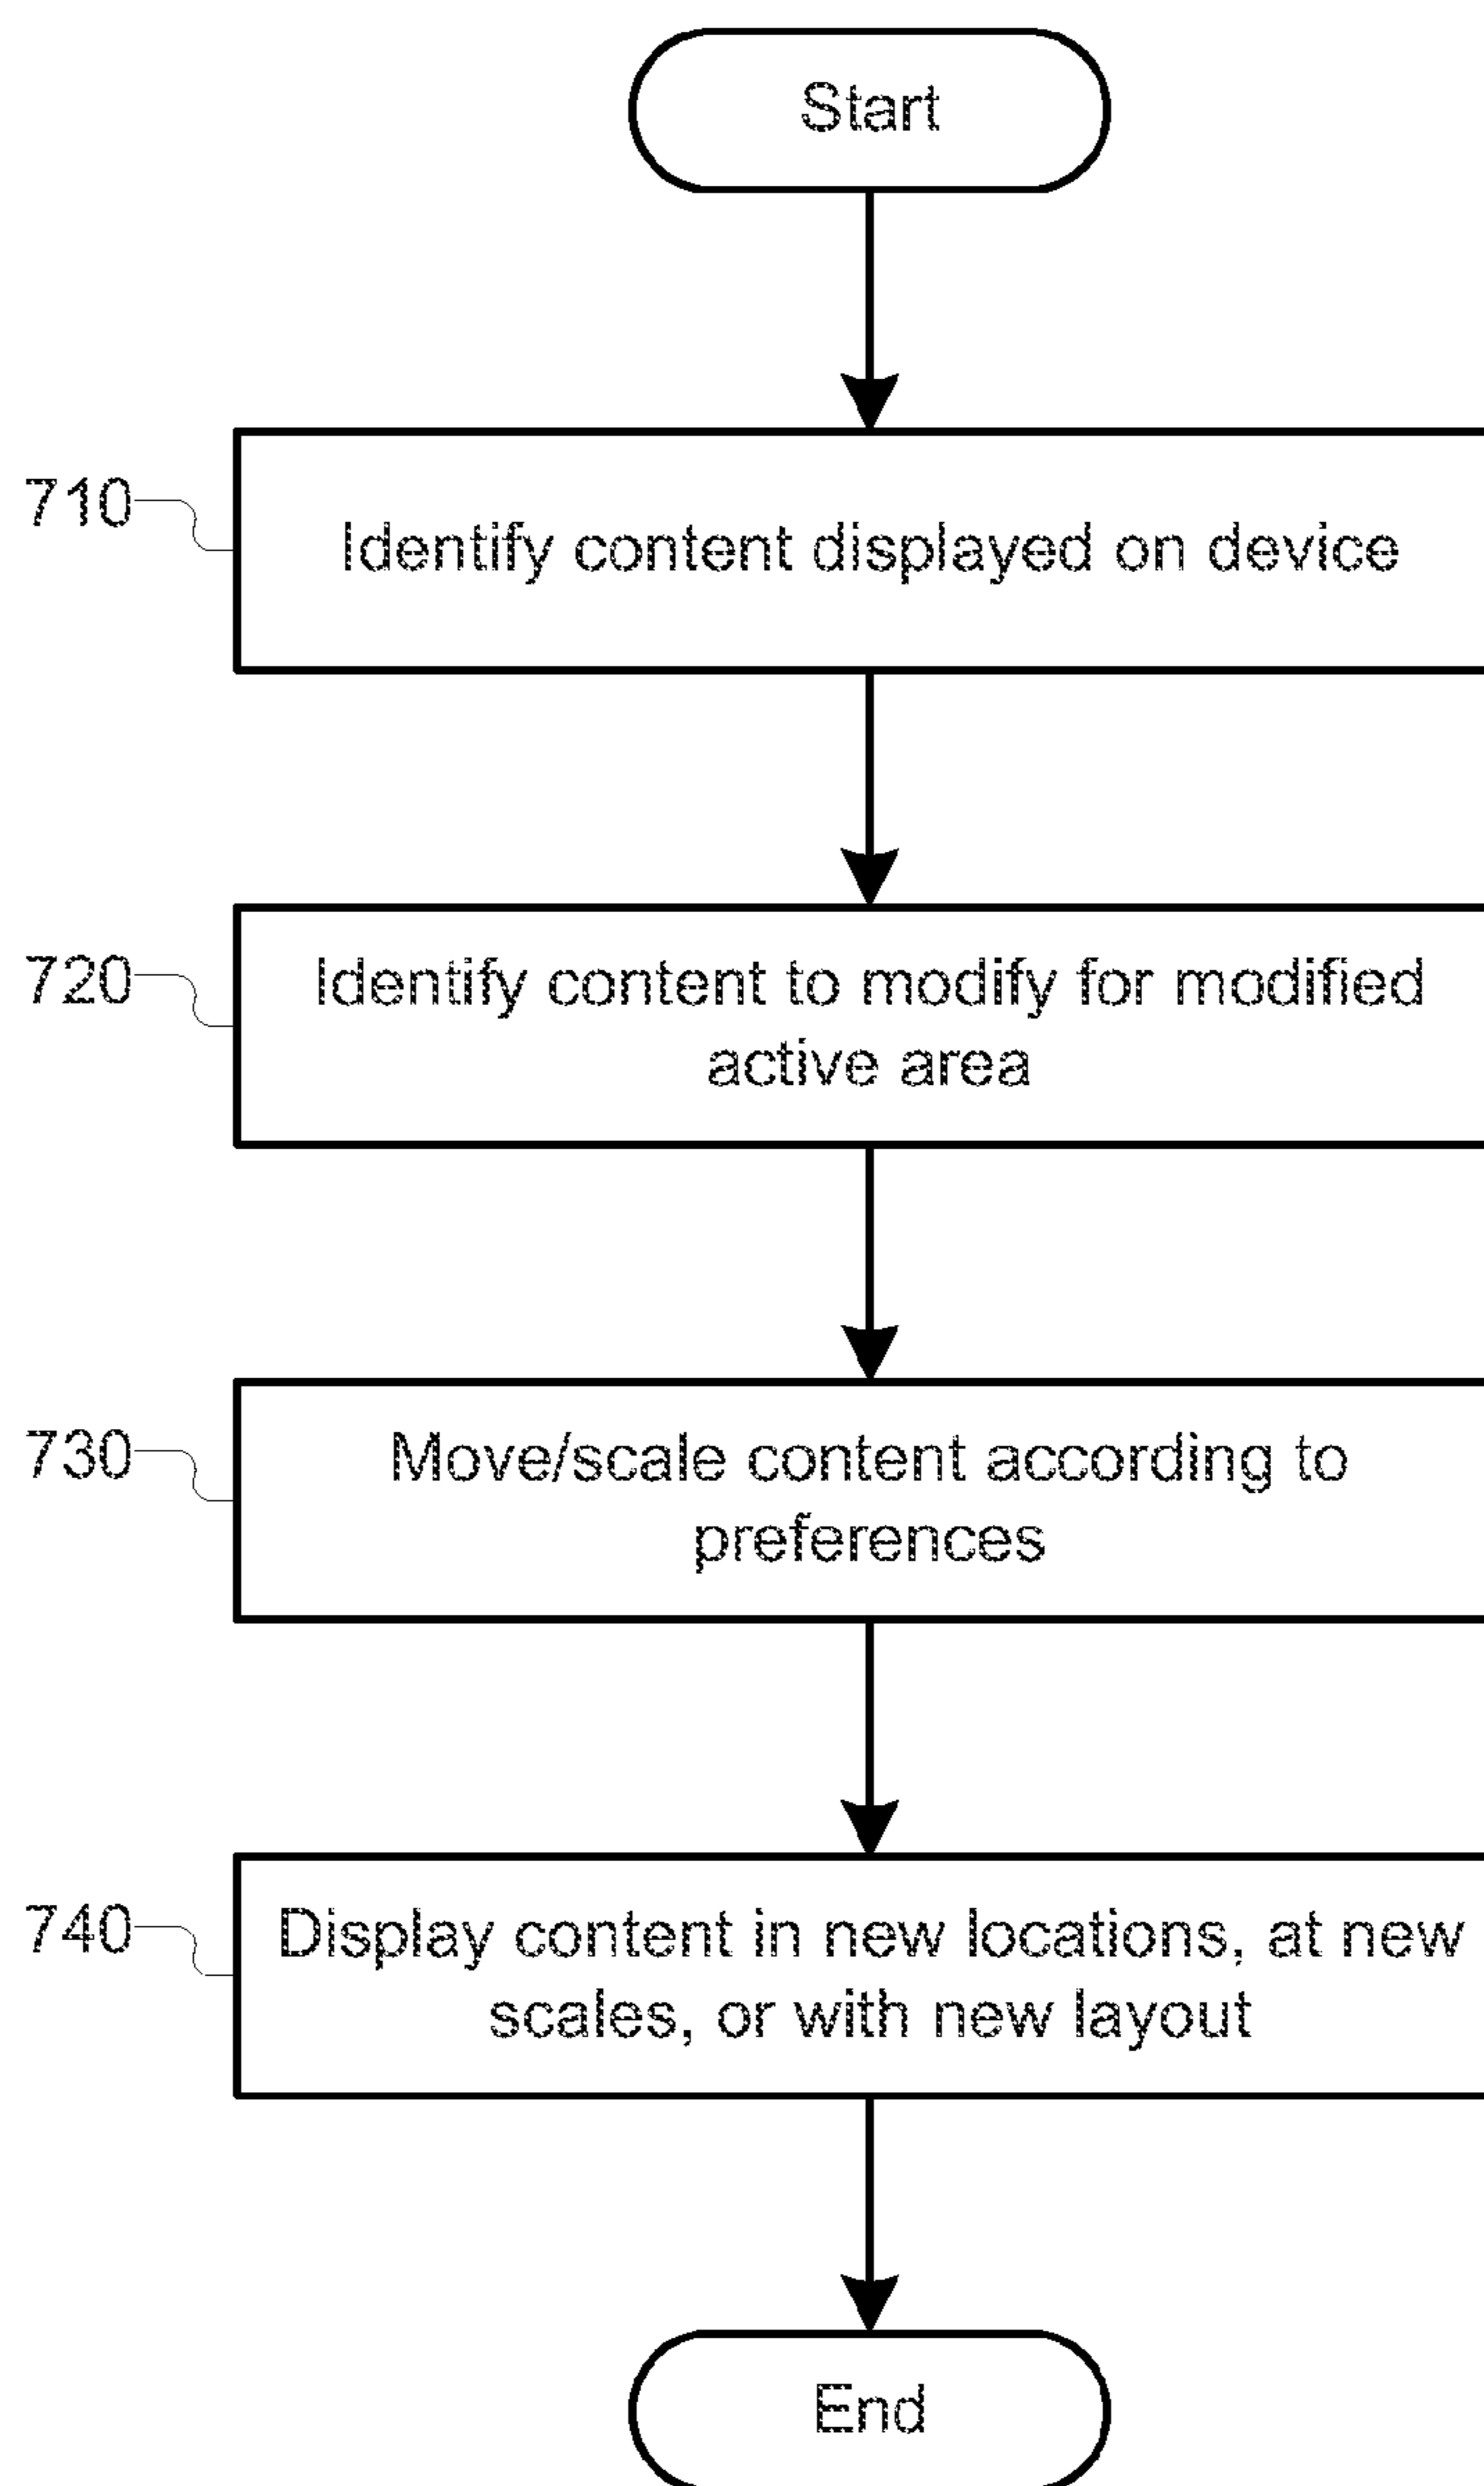 Start
710
Identify content displayed on device
720
Identify content to modify for modified
active area
730
Move/scale content according to
preferences
740
Display content in new locations, at new
scales, or with new layout
End